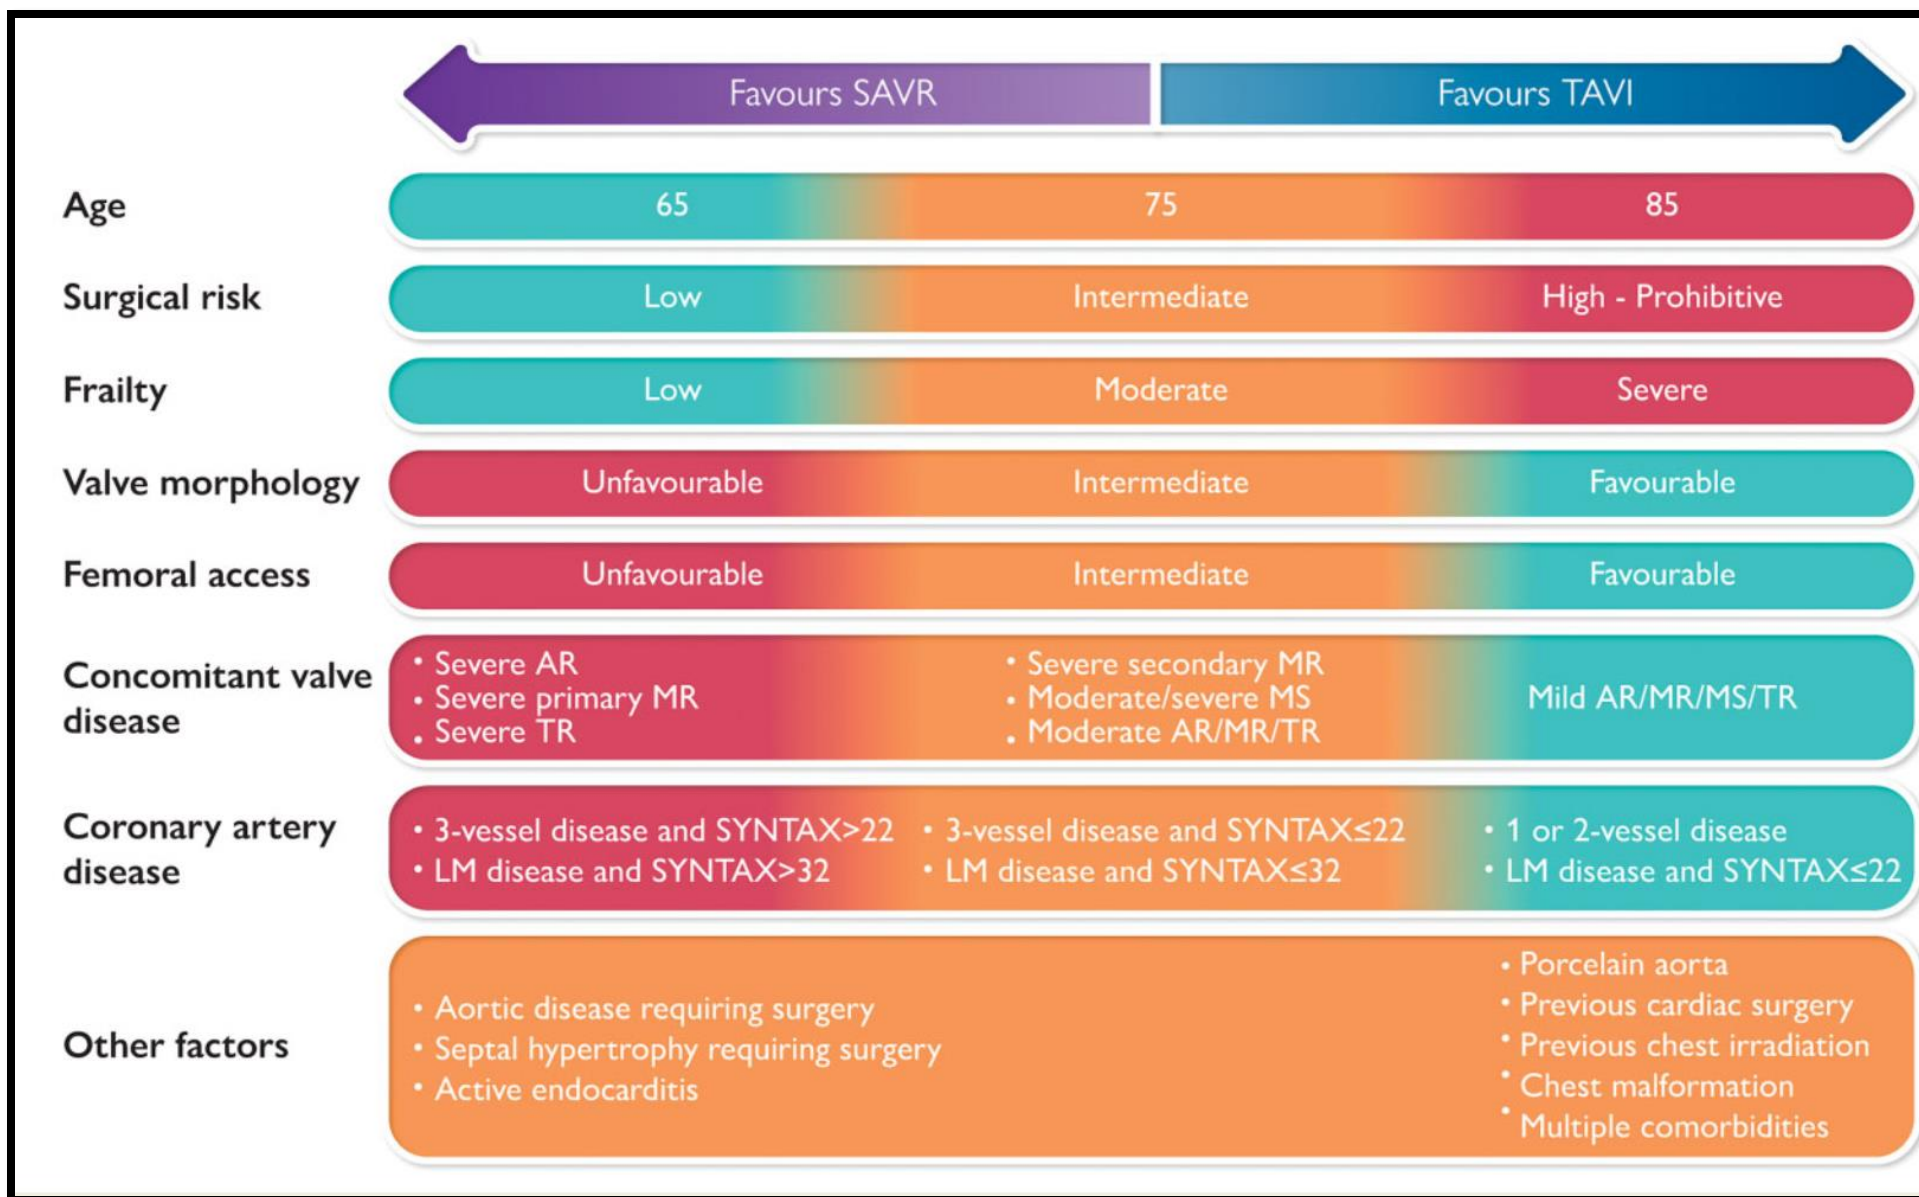 Favours SAVR Favours TAVI
Age 65 75 85
Surgical risk Low Intermediate High - Prohibitive
Frailty Low Moderate Severe
Valve morphology Unfavourable Intermediate Favourable
Femoral access Unfavourable Intermediate Favourable
Concomitant valve
disease
• Severe AR
• Severe primary MR
• Severe TR
• Severe secondary MR
• Moderate/severe MS
• Moderate AR/MR/TR
Mild AR/MR/MS/TR
Coronary artery
disease
• 3-vessel disease and SYNTAX>22
• LM disease and SYNTAX>32
• 3-vessel disease and SYNTAX≤22
• LM disease and SYNTAX≤32
• 1 or 2-vessel disease
• LM disease and SYNTAX≤22
Other factors
• Aortic disease requiring surgery
• Septal hypertrophy requiring surgery
• Active endocarditis
• Porcelain aorta
• Previous cardiac surgery
• Previous chest irradiation
• Chest malformation
• Multiple comorbidities